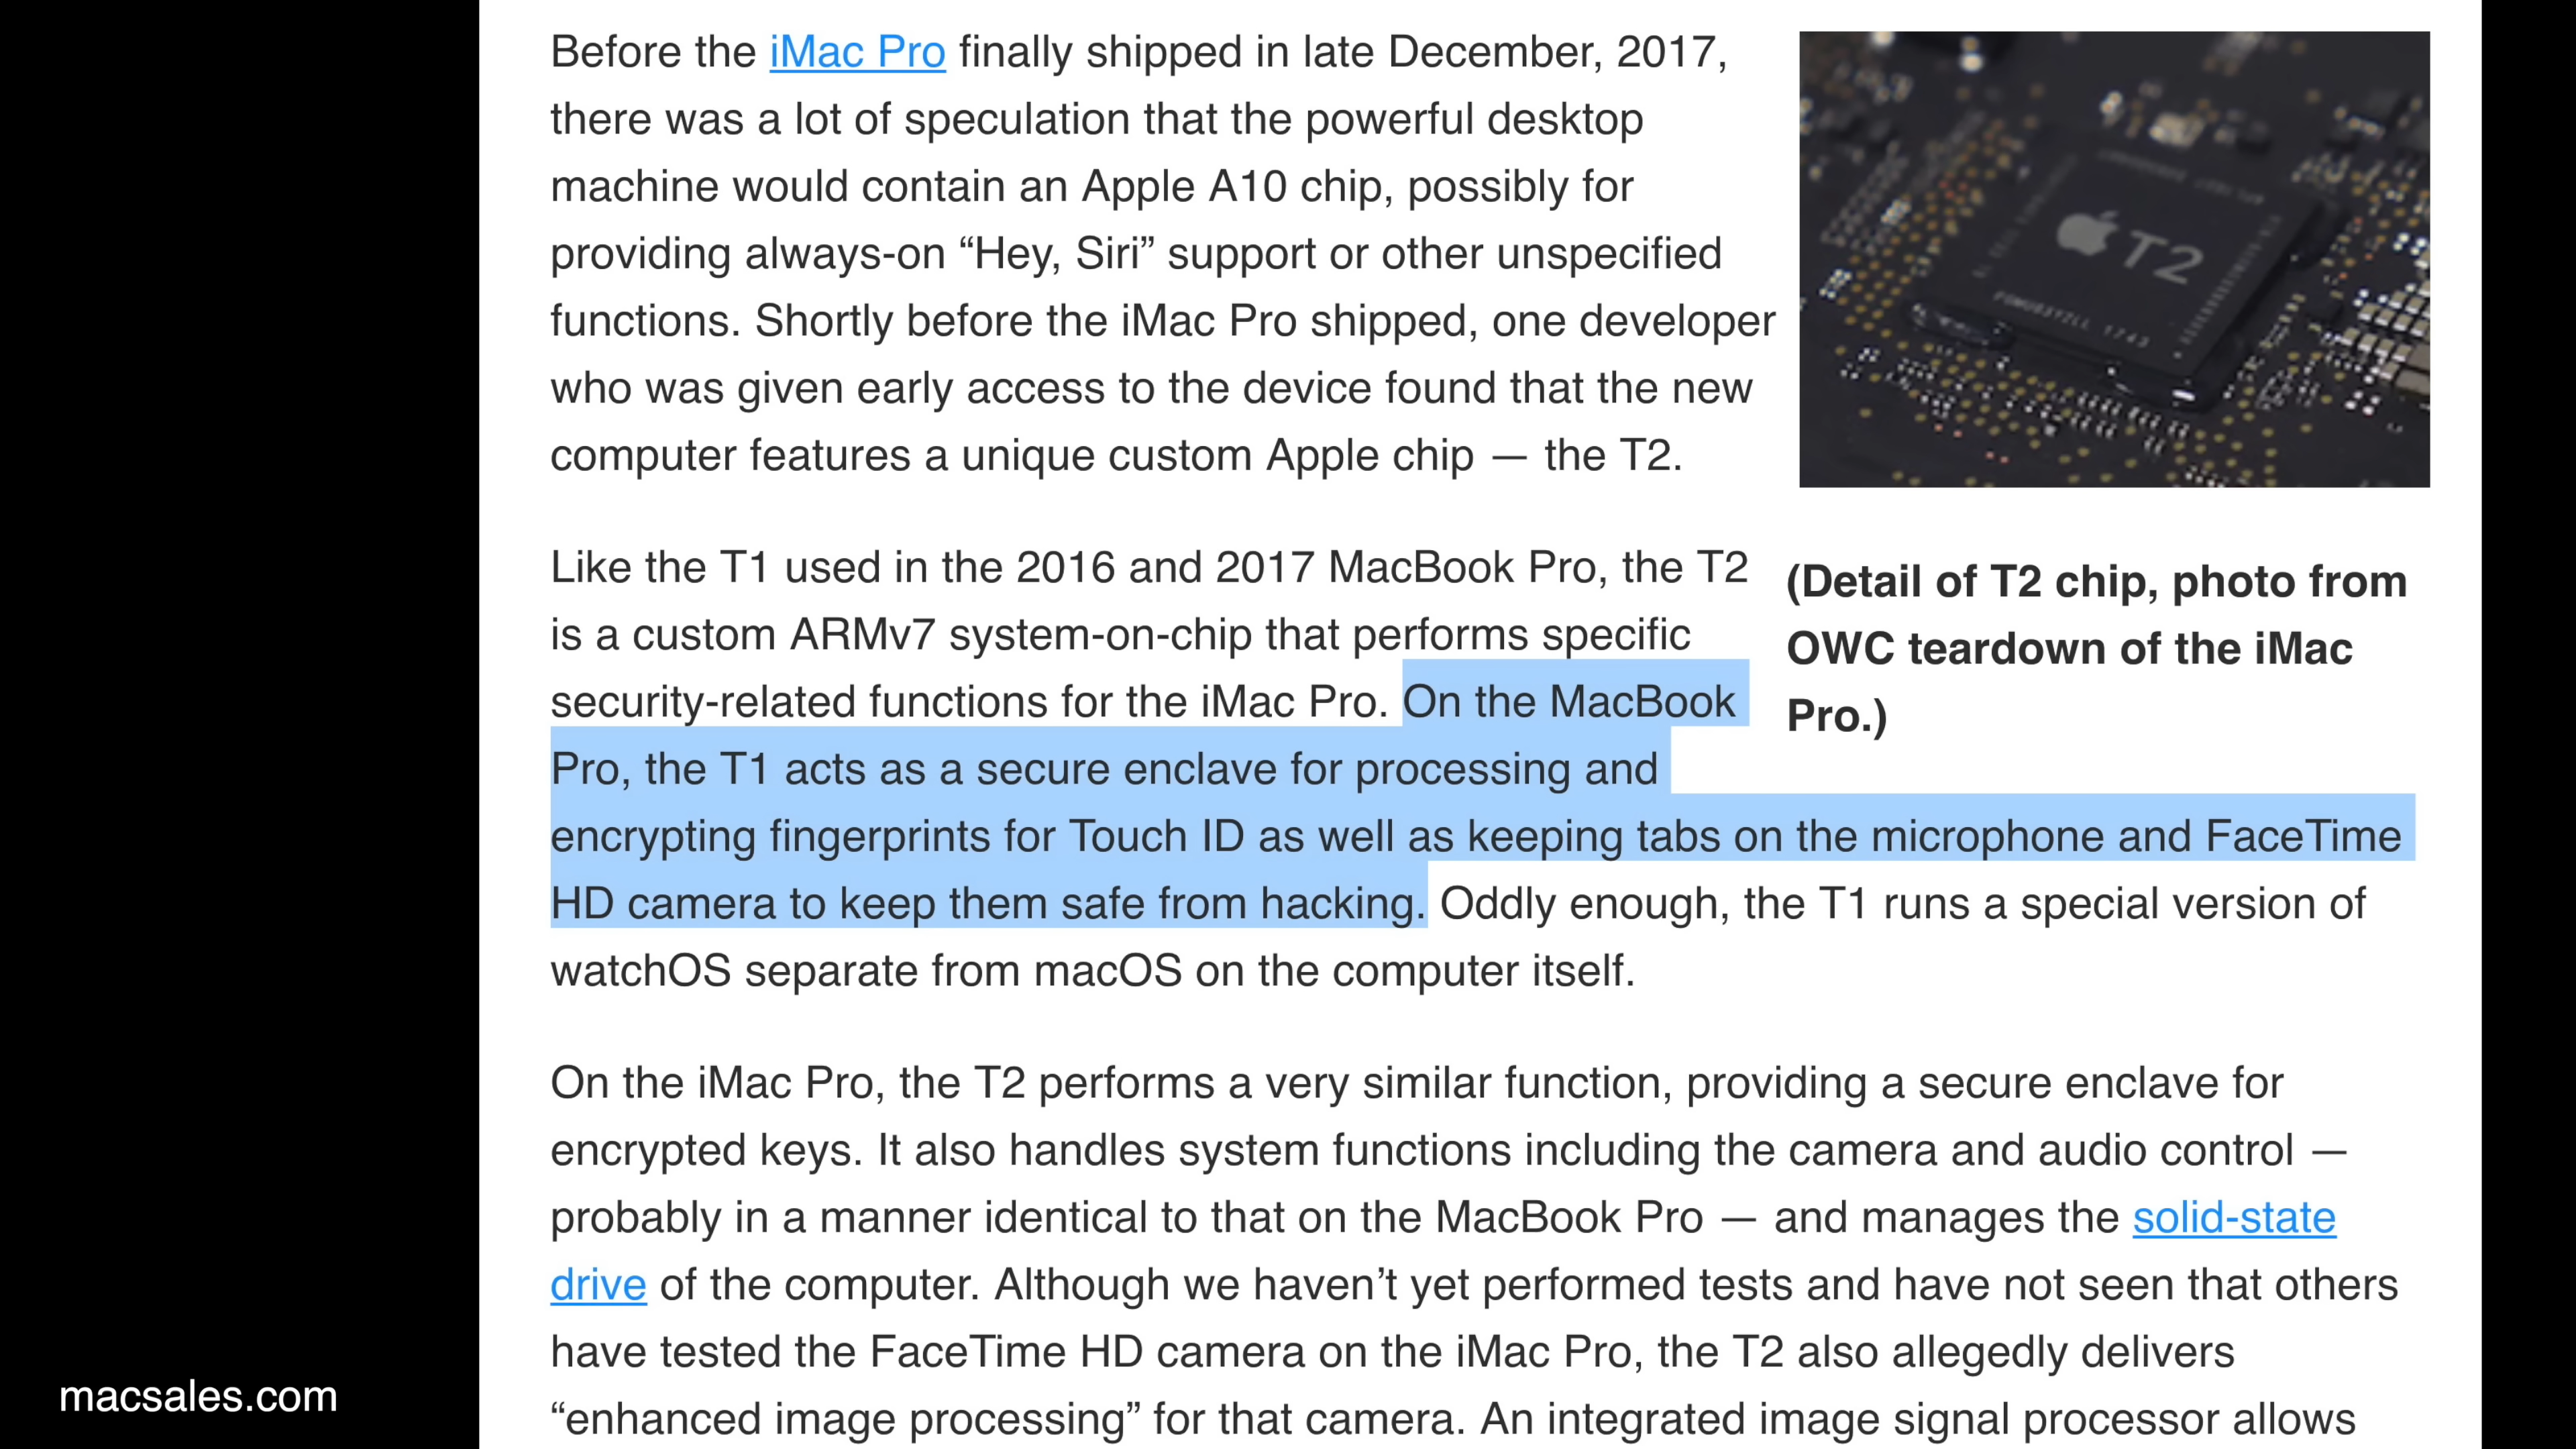 Before the iMac Pro finally shipped in late December, 2017,
there was a lot of speculation that the powerful desktop
machine would contain an Apple A10 chip, possibly for
providing always-on “Hey, Siri” support or other unspecified
functions. Shortly before the iMac Pro shipped, one developer
who was given early access to the device found that the new
computer features a unique custom Apple chip — the T2.
T2
(Detail of T2 chip, photo from
OWC teardown of the iMac
Pro.)
Like the T1 used in the 2016 and 2017 MacBook Pro, the T2
is a custom ARMv7 system-on-chip that performs specific
security-related functions for the iMac Pro. On the MacBook
Pro, the T1 acts as a secure enclave for processing and
encrypting fingerprints for Touch ID as well as keeping tabs on the microphone and FaceTime
HD camera to keep them safe from hacking. Oddly enough, the T1 runs a special version of
watchOS separate from macOS on the computer itself.
On the iMac Pro, the T2 performs a very similar function, providing a secure enclave for
encrypted keys. It also handles system functions including the camera and audio control —
probably in a manner identical to that on the MacBook Pro — and manages the solid-state
drive of the computer. Although we haven’t yet performed tests and have not seen that others
have tested the FaceTime HD camera on the iMac Pro, the T2 also allegedly delivers
“enhanced image processing” for that camera. An integrated image signal processor allows
macsales.com